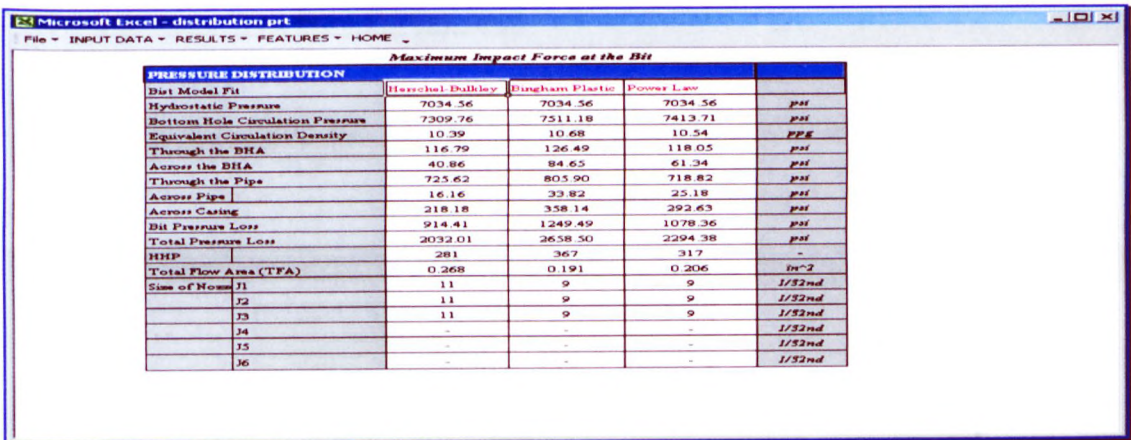 Microsoft Excel - distribution prt
File INPUT DATA RESULTS FEATURES HOME
Maximum Impact Force at the Bit
PRESSURE DISTRIBUTION
Bist Model Fit Herschel-Bulkley Bingham Plastic Power Law
Hydrostatic Pressure 7034.56 7034.56 7034.56 psi
Bottom Hole Circulation Pressure 7309.76 7511.18 7413.71 psi
Equivalent Circulation Density 10.39 10.68 10.54 ppg
Through the BHA 116.79 126.49 118.05 psi
Across the BHA 40.86 84.65 61.34 psi
Through the Pipe 725.62 805.90 718.82 psi
Across Pipe 16.16 33.82 25.18 psi
Across Casing 218.18 358.14 292.63 psi
Bit Pressure Loss 914.41 1249.49 1078.36 psi
Total Pressure Loss 2032.01 2658.50 2294.38 psi
HHP 281 367 317 -
Total Flow Area (TFA) 0.268 0.191 0.206 in^2
Size of J1 11 9 9 1/32nd
J2 11 9 9 1/32nd
J3 11 9 9 1/32nd
J4 - - - 1/32nd
J5 - - - 1/32nd
J6 - - - 1/32nd